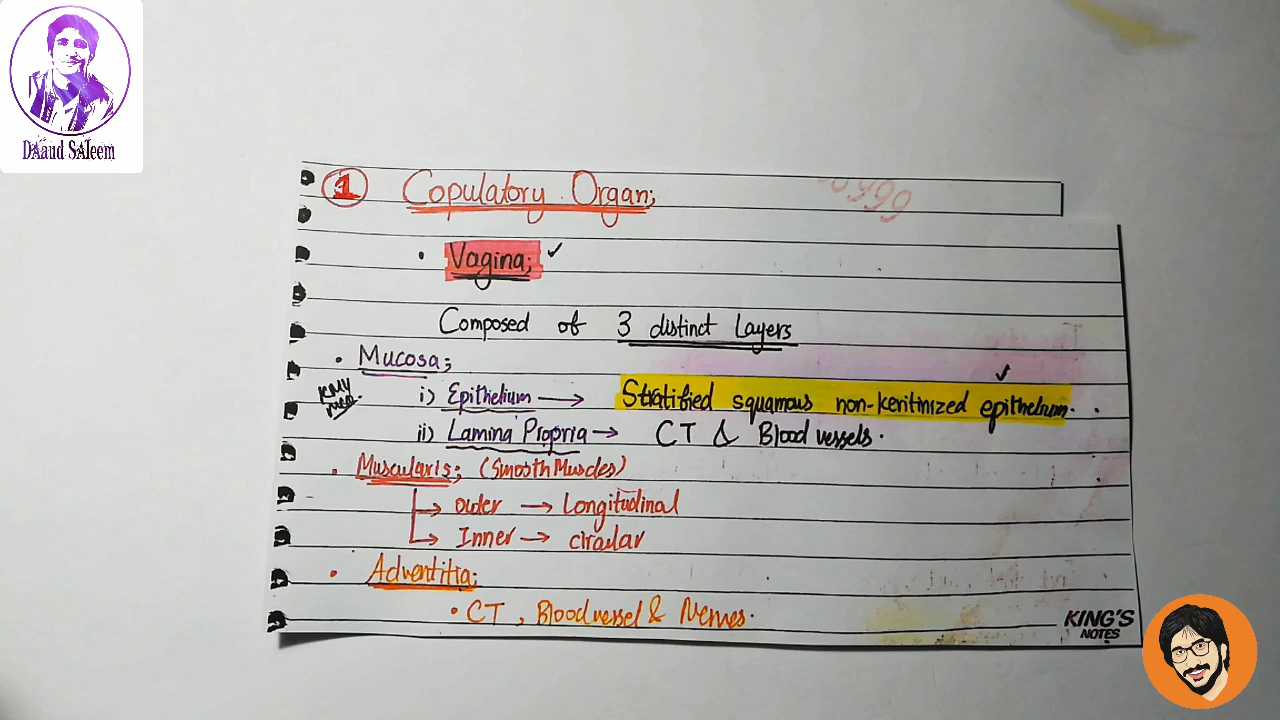 DAaud SAleem
1 Copulatory Organ;
• Vagina; ✓
Composed of 3 distinct Layers
• Mucosa;
i) Epithelium → Stratified squamous non-keritinized epithelium.
ii) Lamina Propria → CT & Blood vessels.
• Muscularis; (Smooth Muscles)
→ outer → Longitudinal
→ Inner → circular
• Adventitia;
• CT, Blood vessel & Nerves.
KING'S
NOTES